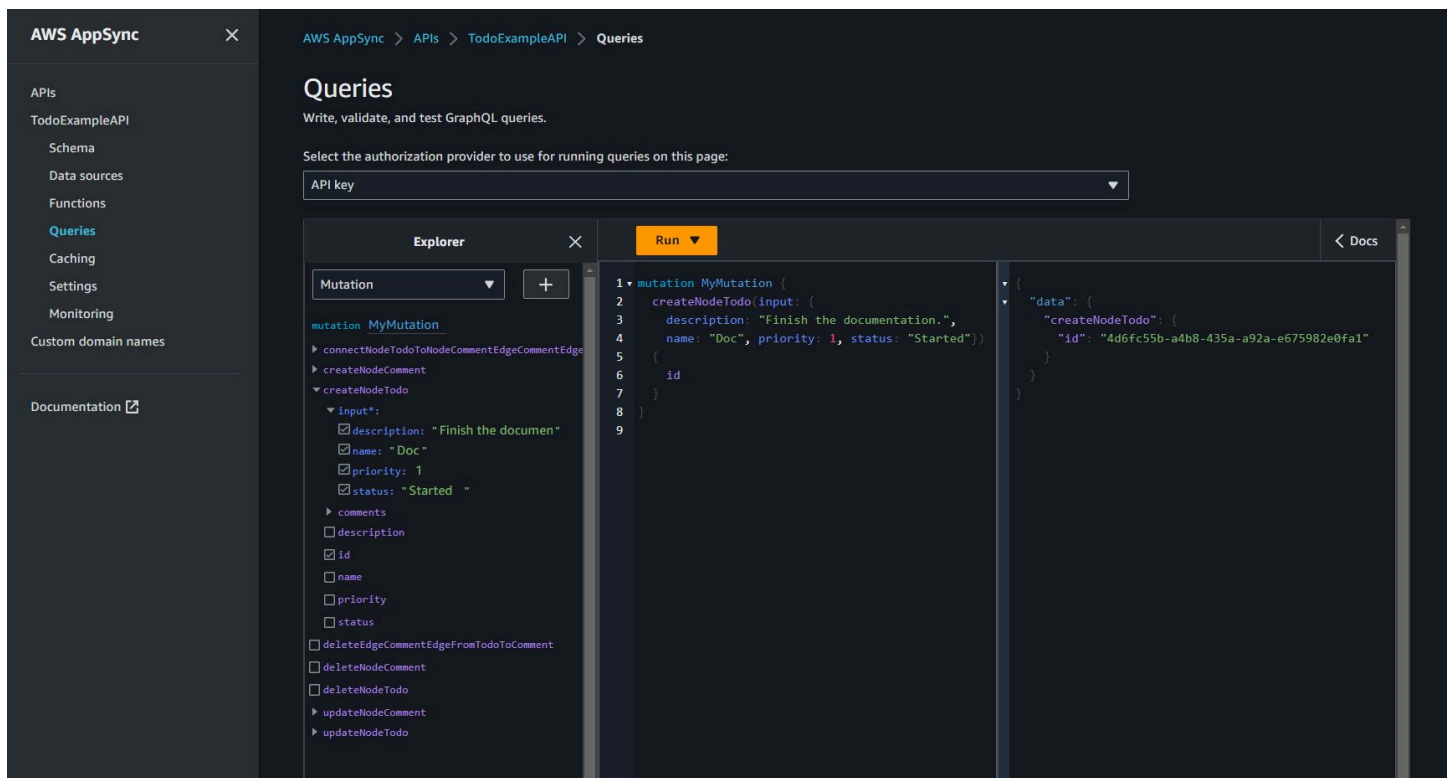 AWS AppSync
APIs
TodoExampleAPI
Schema
Data sources
Functions
Queries
Caching
Settings
Monitoring
Custom domain names
Documentation
AWS AppSync > APIs > TodoExampleAPI > Queries
Queries
Write, validate, and test GraphQL queries.
Select the authorization provider to use for running queries on this page:
API key
Explorer
Mutation
+
mutation MyMutation
connectNodeTodoToNodeCommentEdgeCommentEdge
createNodeComment
createNodeTodo
input*:
description: "Finish the documen"
name: "Doc"
priority: 1
status: "Started "
comments
description
id
name
priority
status
deleteEdgeCommentEdgeFromTodoToComment
deleteNodeComment
deleteNodeTodo
updateNodeComment
updateNodeTodo
Run
< Docs
1 mutation MyMutation {
2 createNodeTodo(input: {
3 description: "Finish the documentation.",
4 name: "Doc", priority: 1, status: "Started"})
5 {
6 id
7 }
8 }
9
{
"data": {
"createNodeTodo": {
"id": "4d6fc55b-a4b8-435a-a92a-e675982e0fa1"
}
}
}